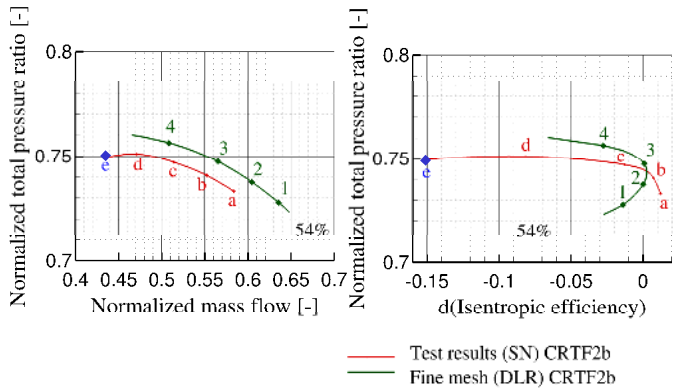 Normalized total pressure ratio [-]
0.8
0.75
0.7
4
3
2
1
e
d
c
b
a
54%
0.4
0.45
0.5
0.55
0.6
0.65
0.7
Normalized mass flow [-]
Normalized total pressure ratio [-]
0.8
0.75
0.7
4
3
2
1
e
d
c
b
a
54%
-0.15
-0.1
-0.05
0
d(Isentropic efficiency)
Test results (SN) CRTF2b
Fine mesh (DLR) CRTF2b